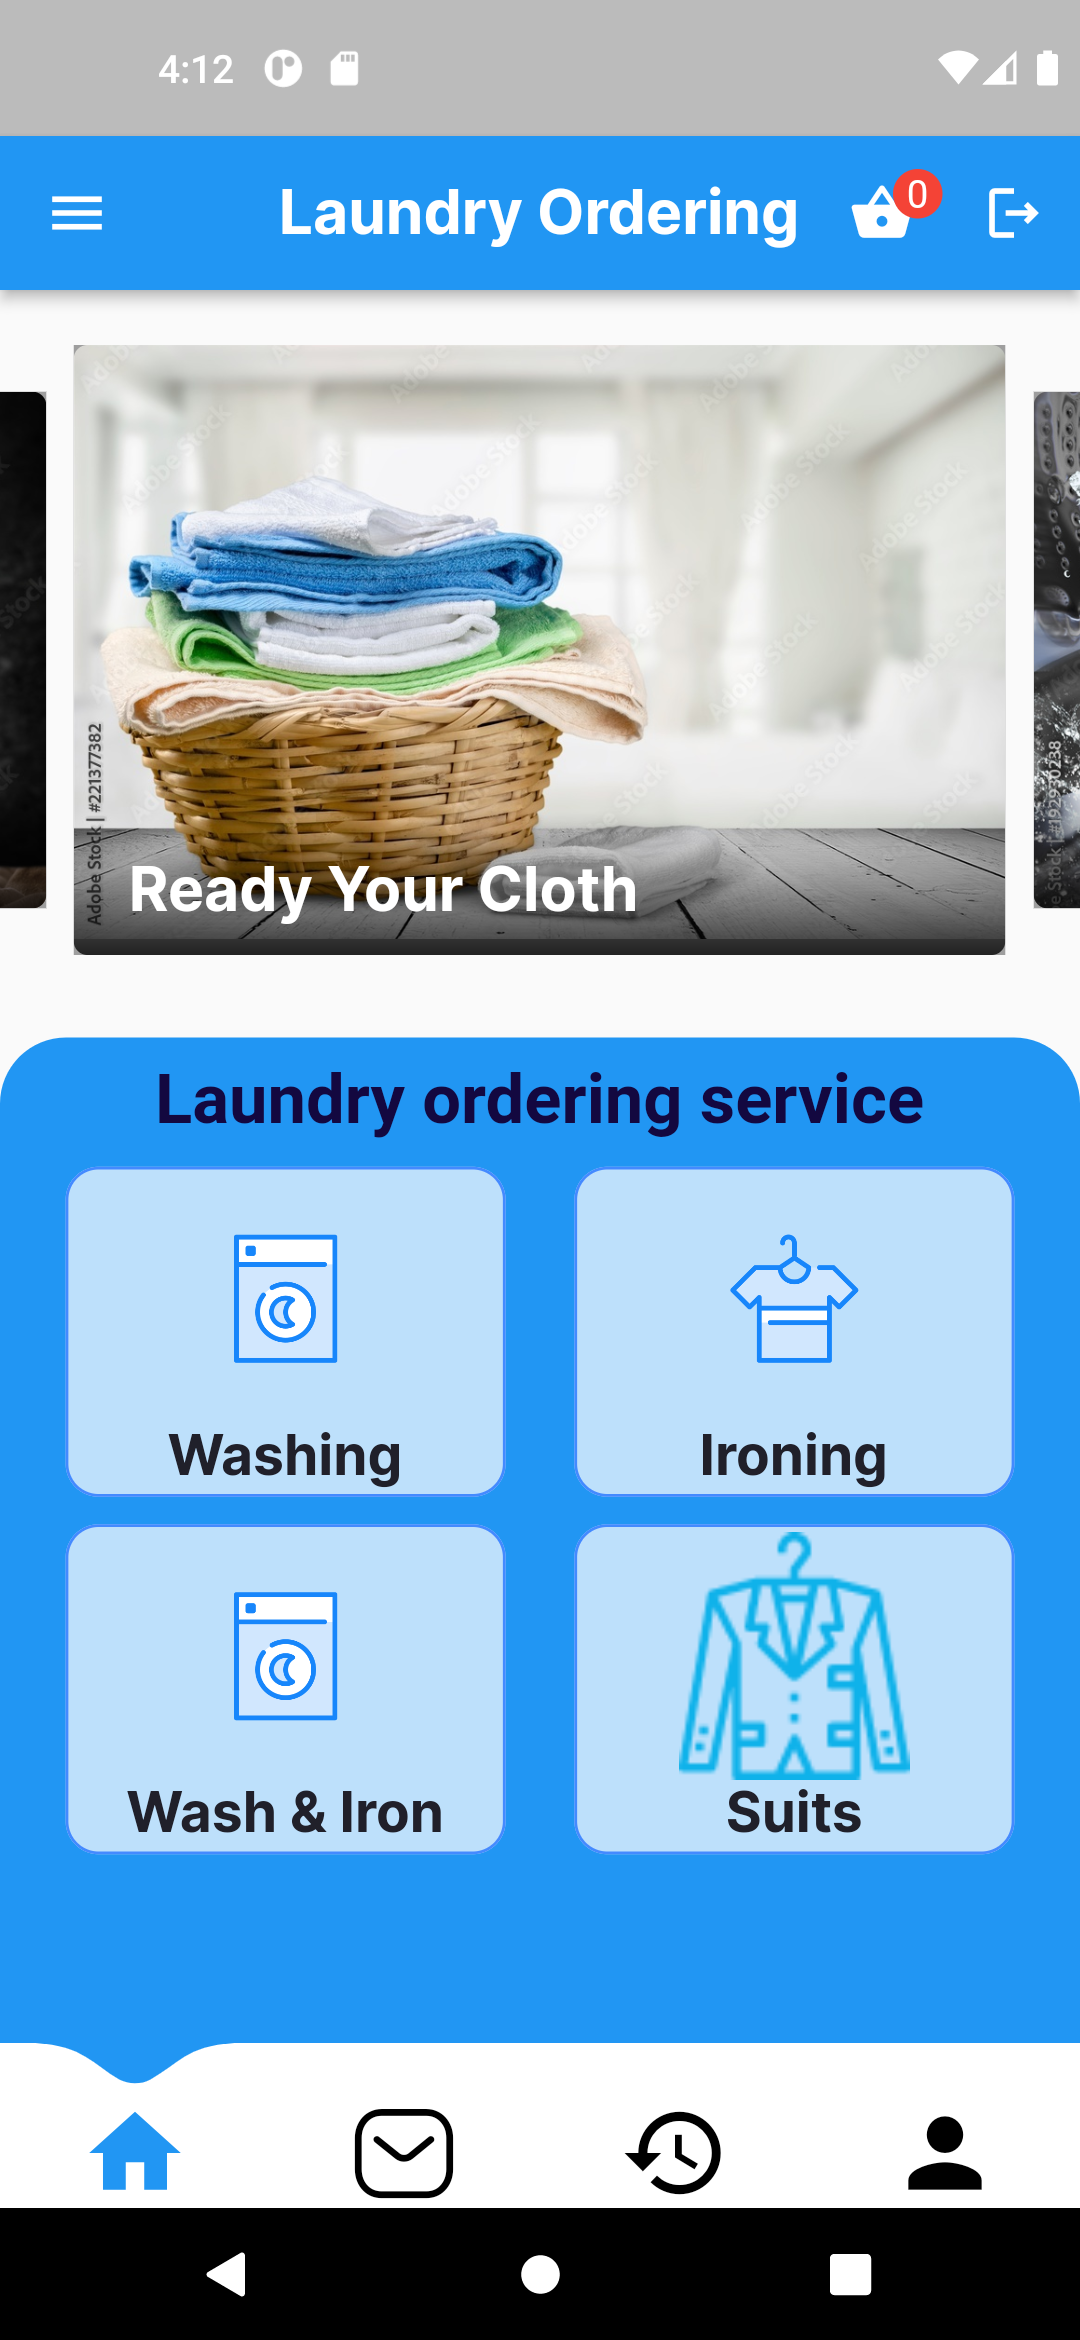 4:12
Laundry Ordering
0
Adobe Stock | #221377382
Ready Your Cloth
Laundry ordering service
Washing
Ironing
Wash & Iron
Suits